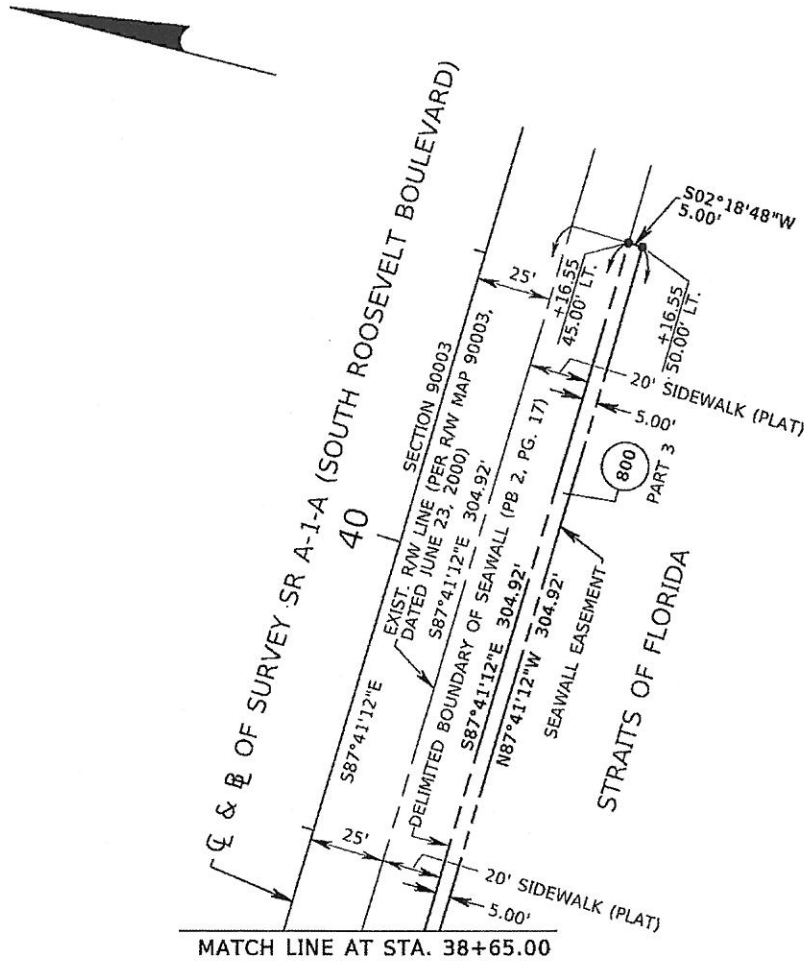 ℄ & B̲L̲ OF SURVEY SR A-1-A (SOUTH ROOSEVELT BOULEVARD)
40
SECTION 90003
S87°41'12"E
EXIST. R/W LINE (PER R/W MAP 90003,
DATED JUNE 23, 2000)
S87°41'12"E 304.92'
25'
25'
DELIMITED BOUNDARY OF SEAWALL (PB 2, PG. 17)
S87°41'12"E 304.92'
N87°41'12"W 304.92'
SEAWALL EASEMENT
S02°18'48"W
5.00'
+16.55
45.00' LT.
+16.55
50.00' LT.
20' SIDEWALK (PLAT)
5.00'
800
PART 3
STRAITS OF FLORIDA
20' SIDEWALK (PLAT)
5.00'
MATCH LINE AT STA. 38+65.00